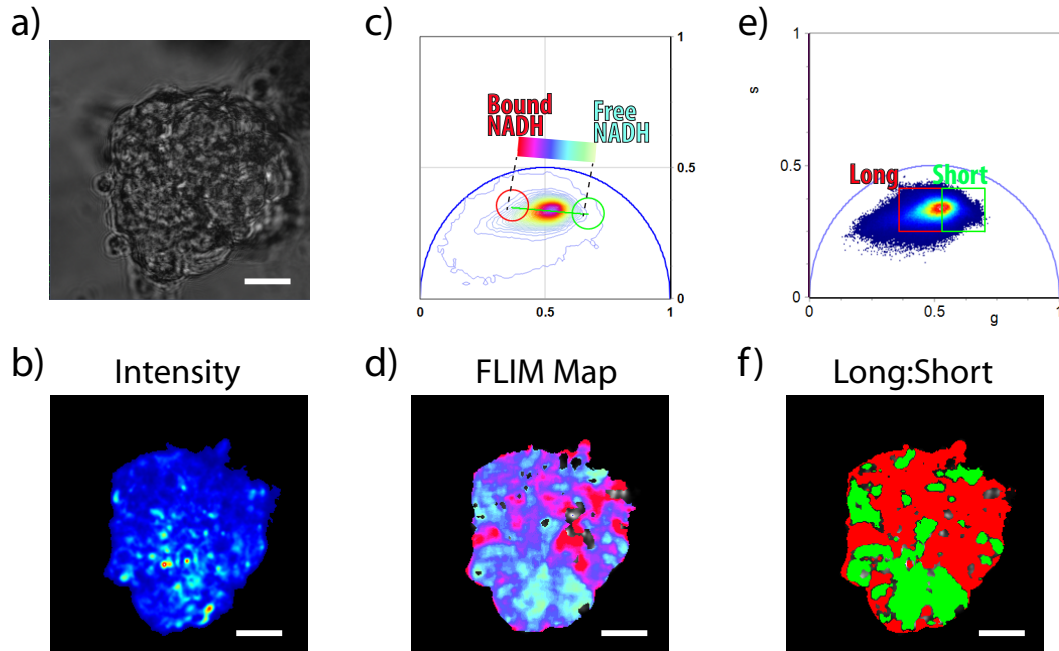 a)
c)
e)
1
Bound
NADH
Free
NADH
0.5
0
0
0.5
1
1
s
0.5
Long
Short
0
0
0.5
g
1
b)
Intensity
d)
FLIM Map
f)
Long:Short